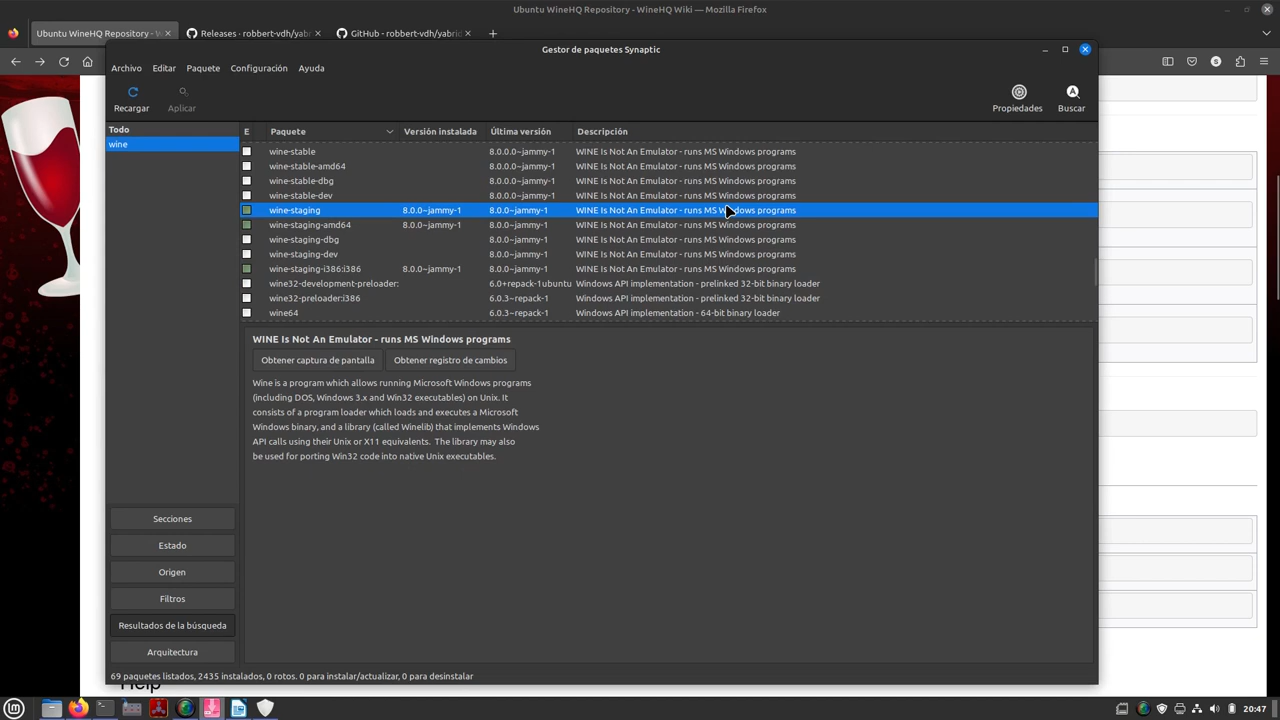 Ubuntu WineHQ Repository - WineHQ Wiki — Mozilla Firefox
Ubuntu WineHQ Repository - W
Releases · robbert-vdh/yabr
GitHub - robbert-vdh/yabrid
Gestor de paquetes Synaptic
Archivo Editar Paquete Configuración Ayuda
Recargar Aplicar Propiedades Buscar
Todo
wine
E Paquete Versión instalada Última versión Descripción
wine-stable 8.0.0.0~jammy-1 WINE Is Not An Emulator - runs MS Windows programs
wine-stable-amd64 8.0.0.0~jammy-1 WINE Is Not An Emulator - runs MS Windows programs
wine-stable-dbg 8.0.0.0~jammy-1 WINE Is Not An Emulator - runs MS Windows programs
wine-stable-dev 8.0.0.0~jammy-1 WINE Is Not An Emulator - runs MS Windows programs
wine-staging 8.0.0~jammy-1 8.0.0~jammy-1 WINE Is Not An Emulator - runs MS Windows programs
wine-staging-amd64 8.0.0~jammy-1 8.0.0~jammy-1 WINE Is Not An Emulator - runs MS Windows programs
wine-staging-dbg 8.0.0~jammy-1 WINE Is Not An Emulator - runs MS Windows programs
wine-staging-dev 8.0.0~jammy-1 WINE Is Not An Emulator - runs MS Windows programs
wine-staging-i386:i386 8.0.0~jammy-1 8.0.0~jammy-1 WINE Is Not An Emulator - runs MS Windows programs
wine32-development-preloader: 6.0+repack-1ubuntu Windows API implementation - prelinked 32-bit binary loader
wine32-preloader:i386 6.0.3~repack-1 Windows API implementation - prelinked 32-bit binary loader
wine64 6.0.3~repack-1 Windows API implementation - 64-bit binary loader
WINE Is Not An Emulator - runs MS Windows programs
Obtener captura de pantalla Obtener registro de cambios
Wine is a program which allows running Microsoft Windows programs
(including DOS, Windows 3.x and Win32 executables) on Unix. It
consists of a program loader which loads and executes a Microsoft
Windows binary, and a library (called Winelib) that implements Windows
API calls using their Unix or X11 equivalents. The library may also
be used for porting Win32 code into native Unix executables.
Secciones
Estado
Origen
Filtros
Resultados de la búsqueda
Arquitectura
69 paquetes listados, 2435 instalados, 0 rotos. 0 para instalar/actualizar, 0 para desinstalar
Help
20:47